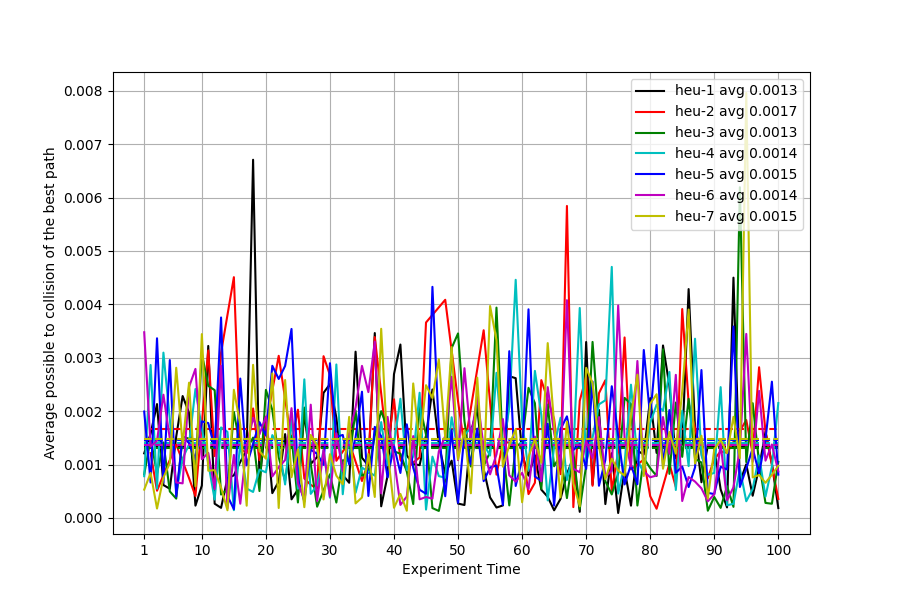 heu-1 avg 0.0013
heu-2 avg 0.0017
heu-3 avg 0.0013
heu-4 avg 0.0014
heu-5 avg 0.0015
heu-6 avg 0.0014
heu-7 avg 0.0015
Average possible to collision of the best path
0.008
0.007
0.006
0.005
0.004
0.003
0.002
0.001
0.000
1 10 20 30 40 50 60 70 80 90 100
Experiment Time